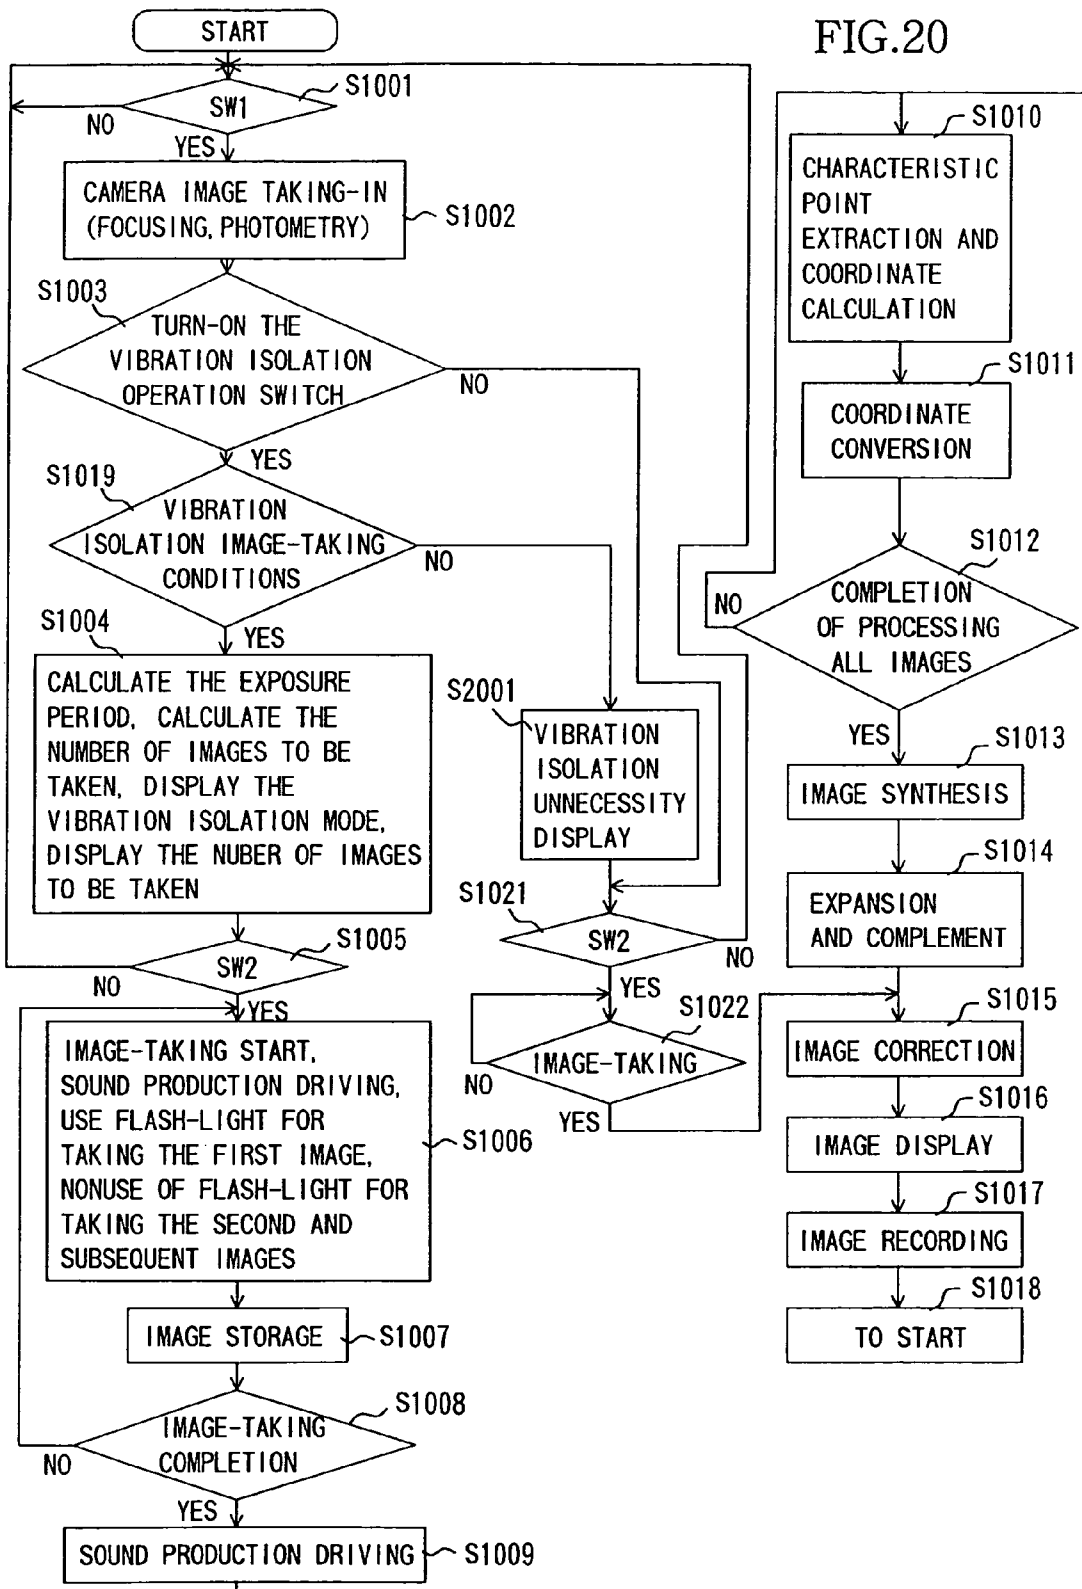 FIG.20
START
S1001
SW1
NO
YES
CAMERA IMAGE TAKING-IN
(FOCUSING, PHOTOMETRY)
S1002
S1003
TURN-ON THE
VIBRATION ISOLATION
OPERATION SWITCH
NO
YES
S1019
VIBRATION
ISOLATION IMAGE-TAKING
CONDITIONS
NO
YES
S1004
CALCULATE THE EXPOSURE
PERIOD, CALCULATE THE
NUMBER OF IMAGES TO BE
TAKEN, DISPLAY THE
VIBRATION ISOLATION MODE,
DISPLAY THE NUBER OF IMAGES
TO BE TAKEN
S1005
SW2
NO
YES
IMAGE-TAKING START,
SOUND PRODUCTION DRIVING,
USE FLASH-LIGHT FOR
TAKING THE FIRST IMAGE,
NONUSE OF FLASH-LIGHT FOR
TAKING THE SECOND AND
SUBSEQUENT IMAGES
S1006
IMAGE STORAGE
S1007
S1008
IMAGE-TAKING
COMPLETION
NO
YES
SOUND PRODUCTION DRIVING
S1009
S2001
VIBRATION
ISOLATION
UNNECESSITY
DISPLAY
S1021
SW2
NO
YES
S1022
IMAGE-TAKING
NO
YES
S1010
CHARACTERISTIC
POINT
EXTRACTION AND
COORDINATE
CALCULATION
S1011
COORDINATE
CONVERSION
S1012
COMPLETION
OF PROCESSING
ALL IMAGES
NO
YES
S1013
IMAGE SYNTHESIS
S1014
EXPANSION
AND COMPLEMENT
S1015
IMAGE CORRECTION
S1016
IMAGE DISPLAY
S1017
IMAGE RECORDING
S1018
TO START